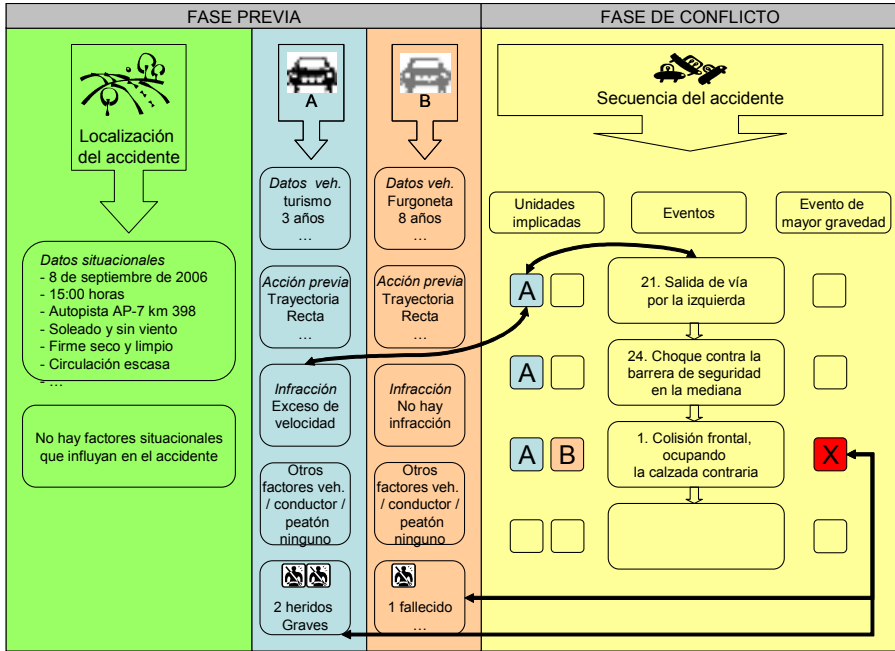 FASE PREVIA
FASE DE CONFLICTO
Localización
del accidente
Datos situacionales
- 8 de septiembre de 2006
- 15:00 horas
- Autopista AP-7 km 398
- Soleado y sin viento
- Firme seco y limpio
- Circulación escasa
- ...
No hay factores situacionales
que influyan en el accidente
A
Datos veh.
turismo
3 años
...
Acción previa
Trayectoria
Recta
...
Infracción
Exceso de
velocidad
Otros
factores veh.
/ conductor /
peatón
ninguno
2 heridos
Graves
B
Datos veh.
Furgoneta
8 años
...
Acción previa
Trayectoria
Recta
...
Infracción
No hay
infracción
Otros
factores veh.
/ conductor /
peatón
ninguno
1 fallecido
...
Secuencia del accidente
Unidades
implicadas
Eventos
Evento de
mayor gravedad
A
21. Salida de vía
por la izquierda
A
24. Choque contra la
barrera de seguridad
en la mediana
A B
1. Colisión frontal,
ocupando
la calzada contraria
X